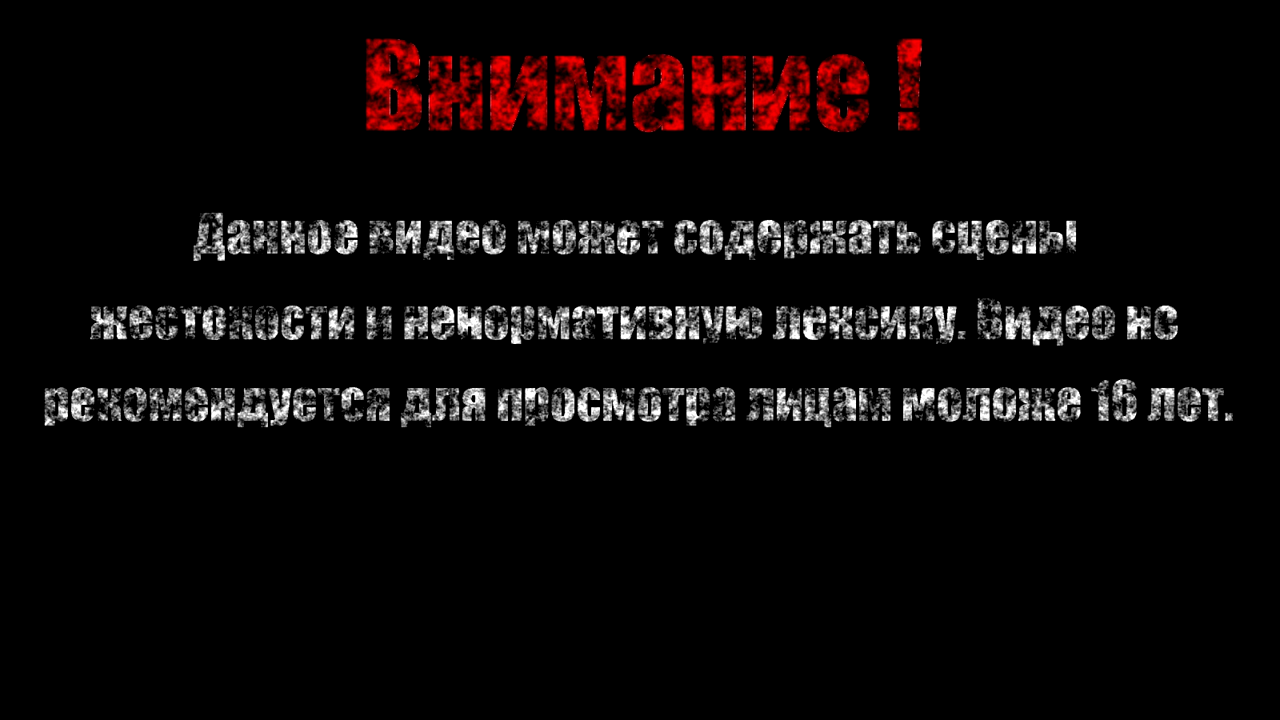 Внимание !
Данное видео может содержать сцены
жестокости и ненормативную лексику. Видео не
рекомендуется для просмотра лицам моложе 16 лет.